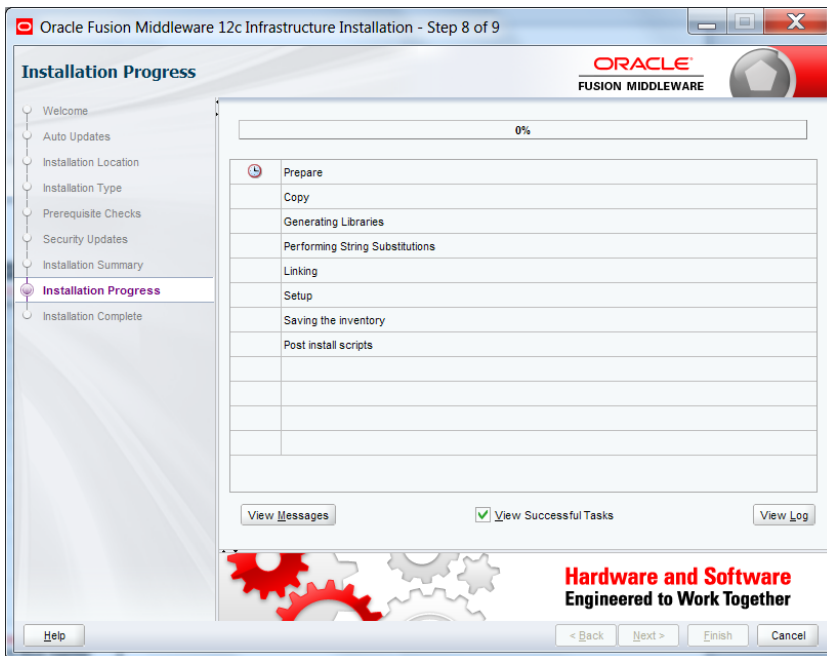 Oracle Fusion Middleware 12c Infrastructure Installation - Step 8 of 9
Installation Progress
ORACLE
FUSION MIDDLEWARE
Welcome
Auto Updates
Installation Location
Installation Type
Prerequisite Checks
Security Updates
Installation Summary
Installation Progress
Installation Complete
0%
Prepare
Copy
Generating Libraries
Performing String Substitutions
Linking
Setup
Saving the inventory
Post install scripts
View Messages
View Successful Tasks
View Log
Hardware and Software
Engineered to Work Together
Help
< Back
Next >
Finish
Cancel